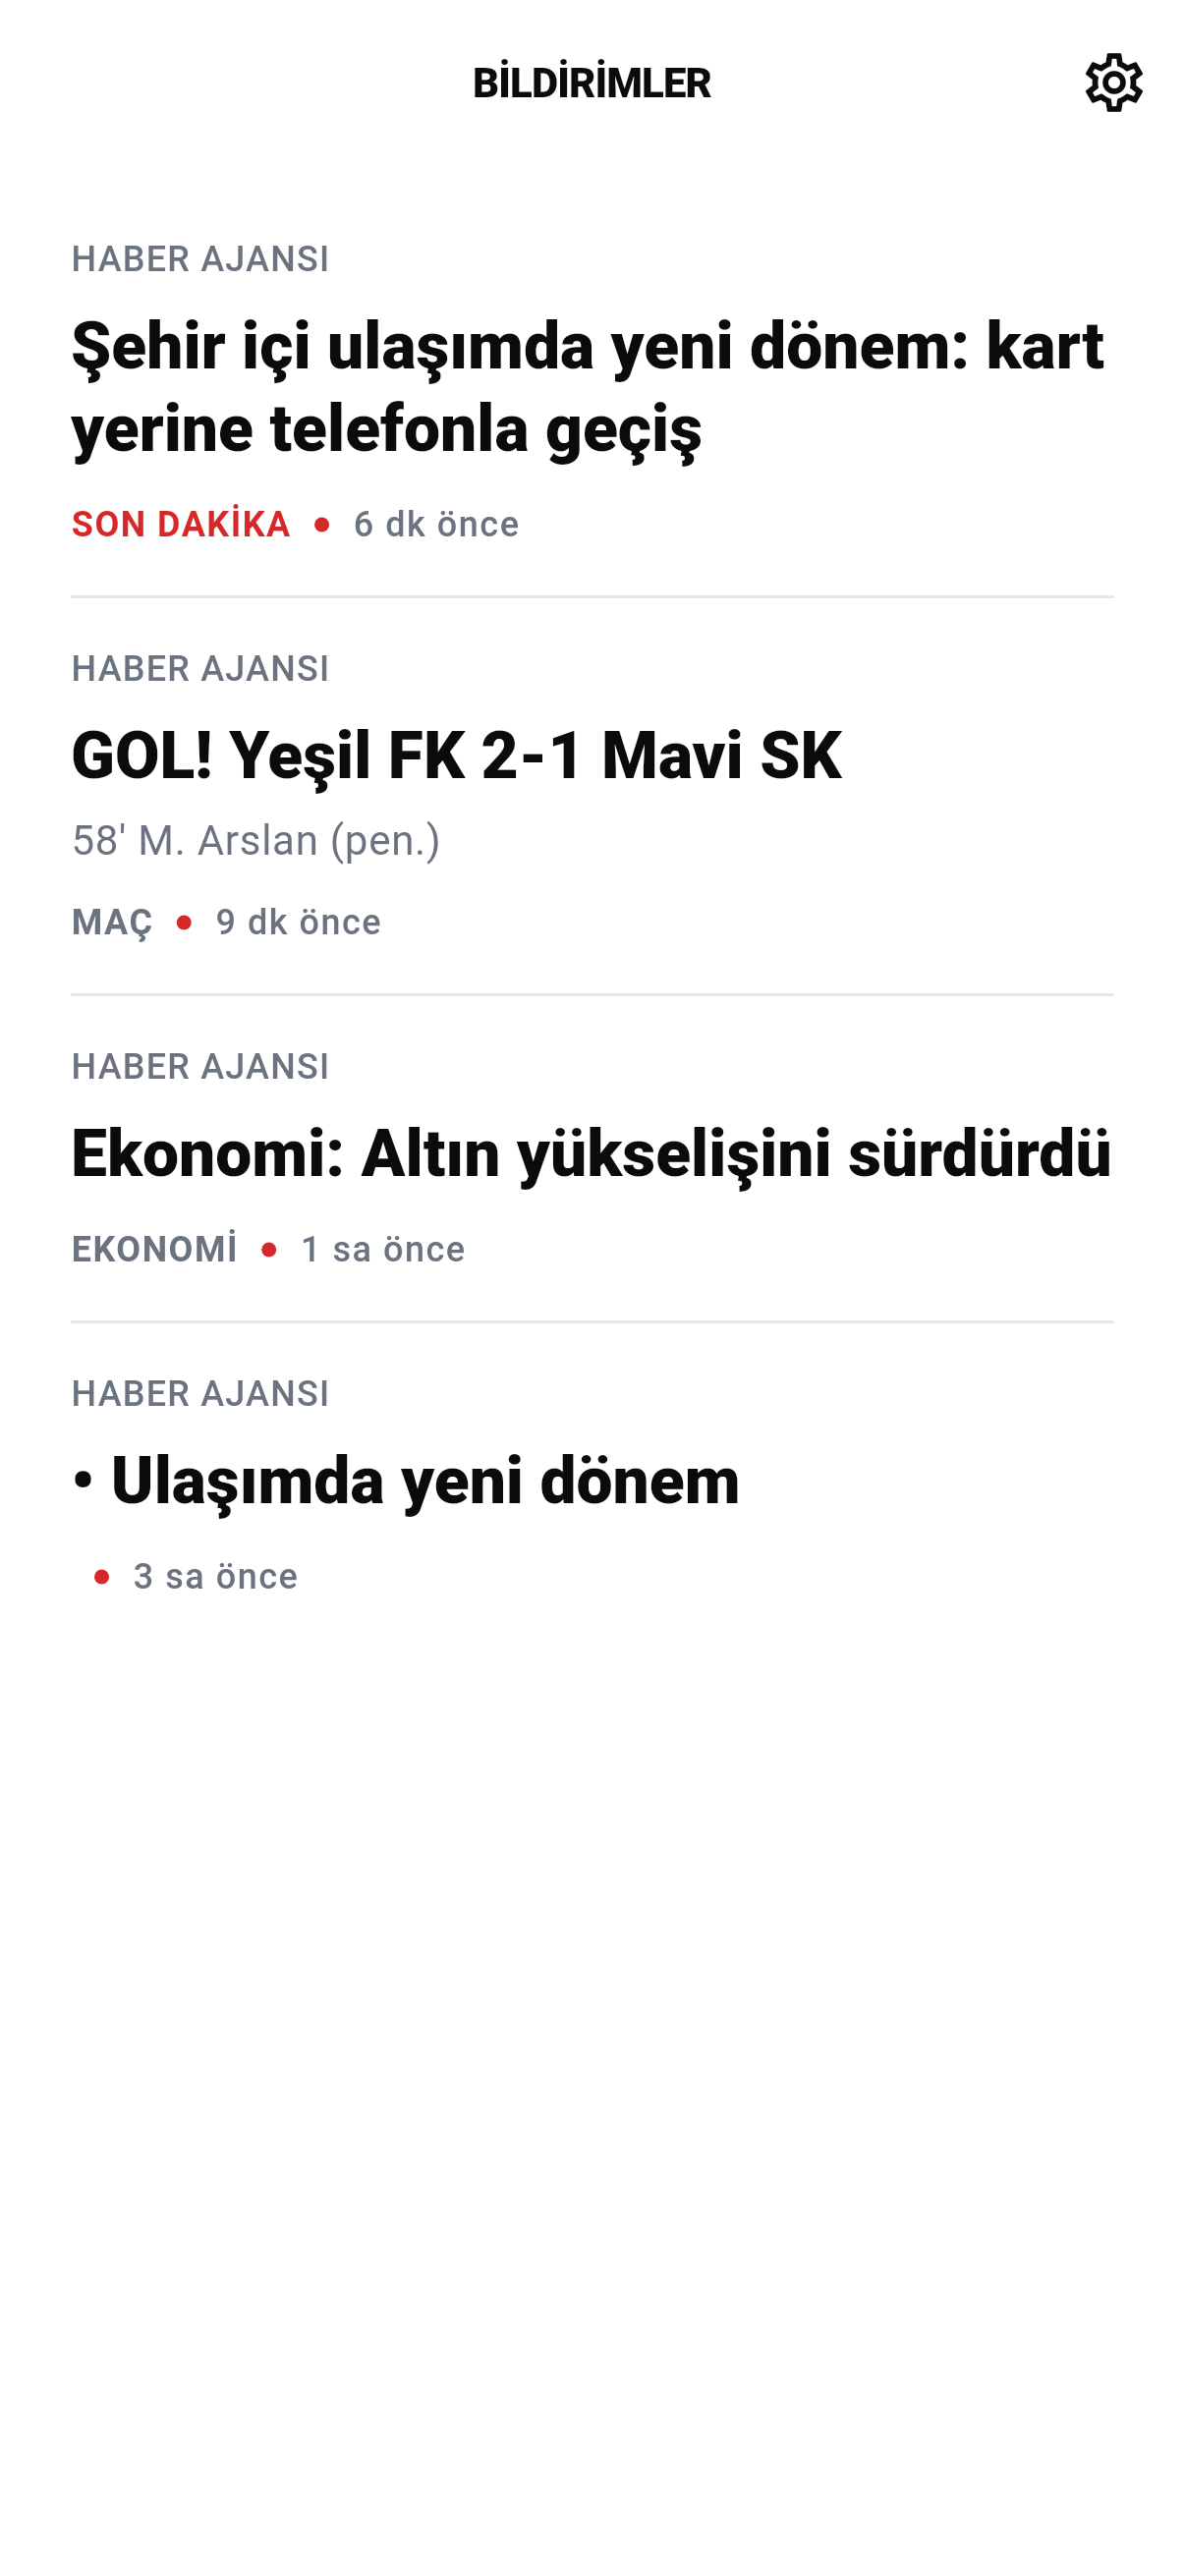 BİLDİRİMLER
HABER AJANSI
Şehir içi ulaşımda yeni dönem: kart
yerine telefonla geçiş
SON DAKİKA • 6 dk önce
HABER AJANSI
GOL! Yeşil FK 2-1 Mavi SK
58' M. Arslan (pen.)
MAÇ • 9 dk önce
HABER AJANSI
Ekonomi: Altın yükselişini sürdürdü
EKONOMİ • 1 sa önce
HABER AJANSI
• Ulaşımda yeni dönem
• 3 sa önce